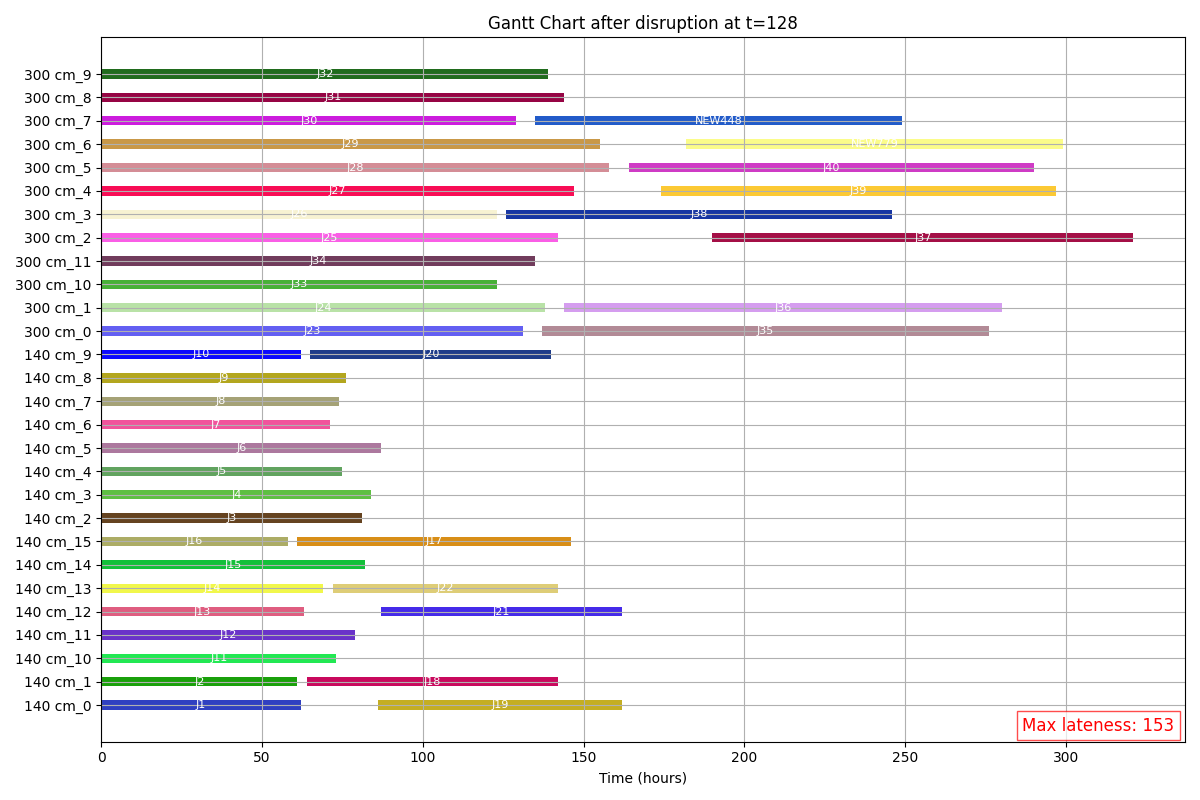 Gantt Chart after disruption at t=128
300 cm_9 J32
300 cm_8 J31
300 cm_7 J30 NEW448
300 cm_6 J29
300 cm_5 J28 J40
300 cm_4 J27 J39
300 cm_3 J26 J38
300 cm_2 J25 J37
300 cm_11 J34
300 cm_10 J33
300 cm_1 J24 J36
300 cm_0 J23 J35
140 cm_9 J10 J20
140 cm_8 J9
140 cm_7 J8
140 cm_6 J7
140 cm_5 J6
140 cm_4 J5
140 cm_3 J4
140 cm_2 J3
140 cm_15 J16 J17
140 cm_14 J15
140 cm_13 J14 J22
140 cm_12 J13 J21
140 cm_11 J12
140 cm_10 J11
140 cm_1 J2 J18
140 cm_0 J1 J19
Max lateness: 153
0 50 100 150 200 250 300
Time (hours)